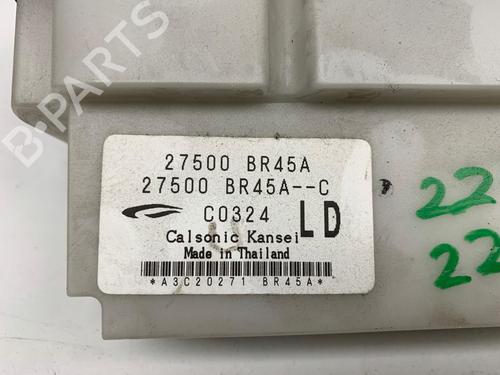 B-PARTS
27500 BR45A
27500 BR45A--C
C0324 LD
Calsonic Kansei
Made in Thailand
*A3C20271 BR45A*
22
22